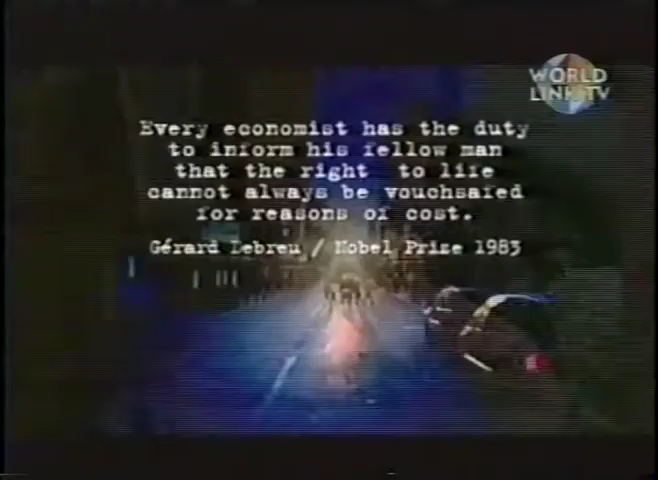 WORLD
LINK TV
Every economist has the duty
to inform his fellow man
that the right to life
cannot always be vouchsafed
for reasons of cost.
Gérard Debreu / Nobel Prize 1983